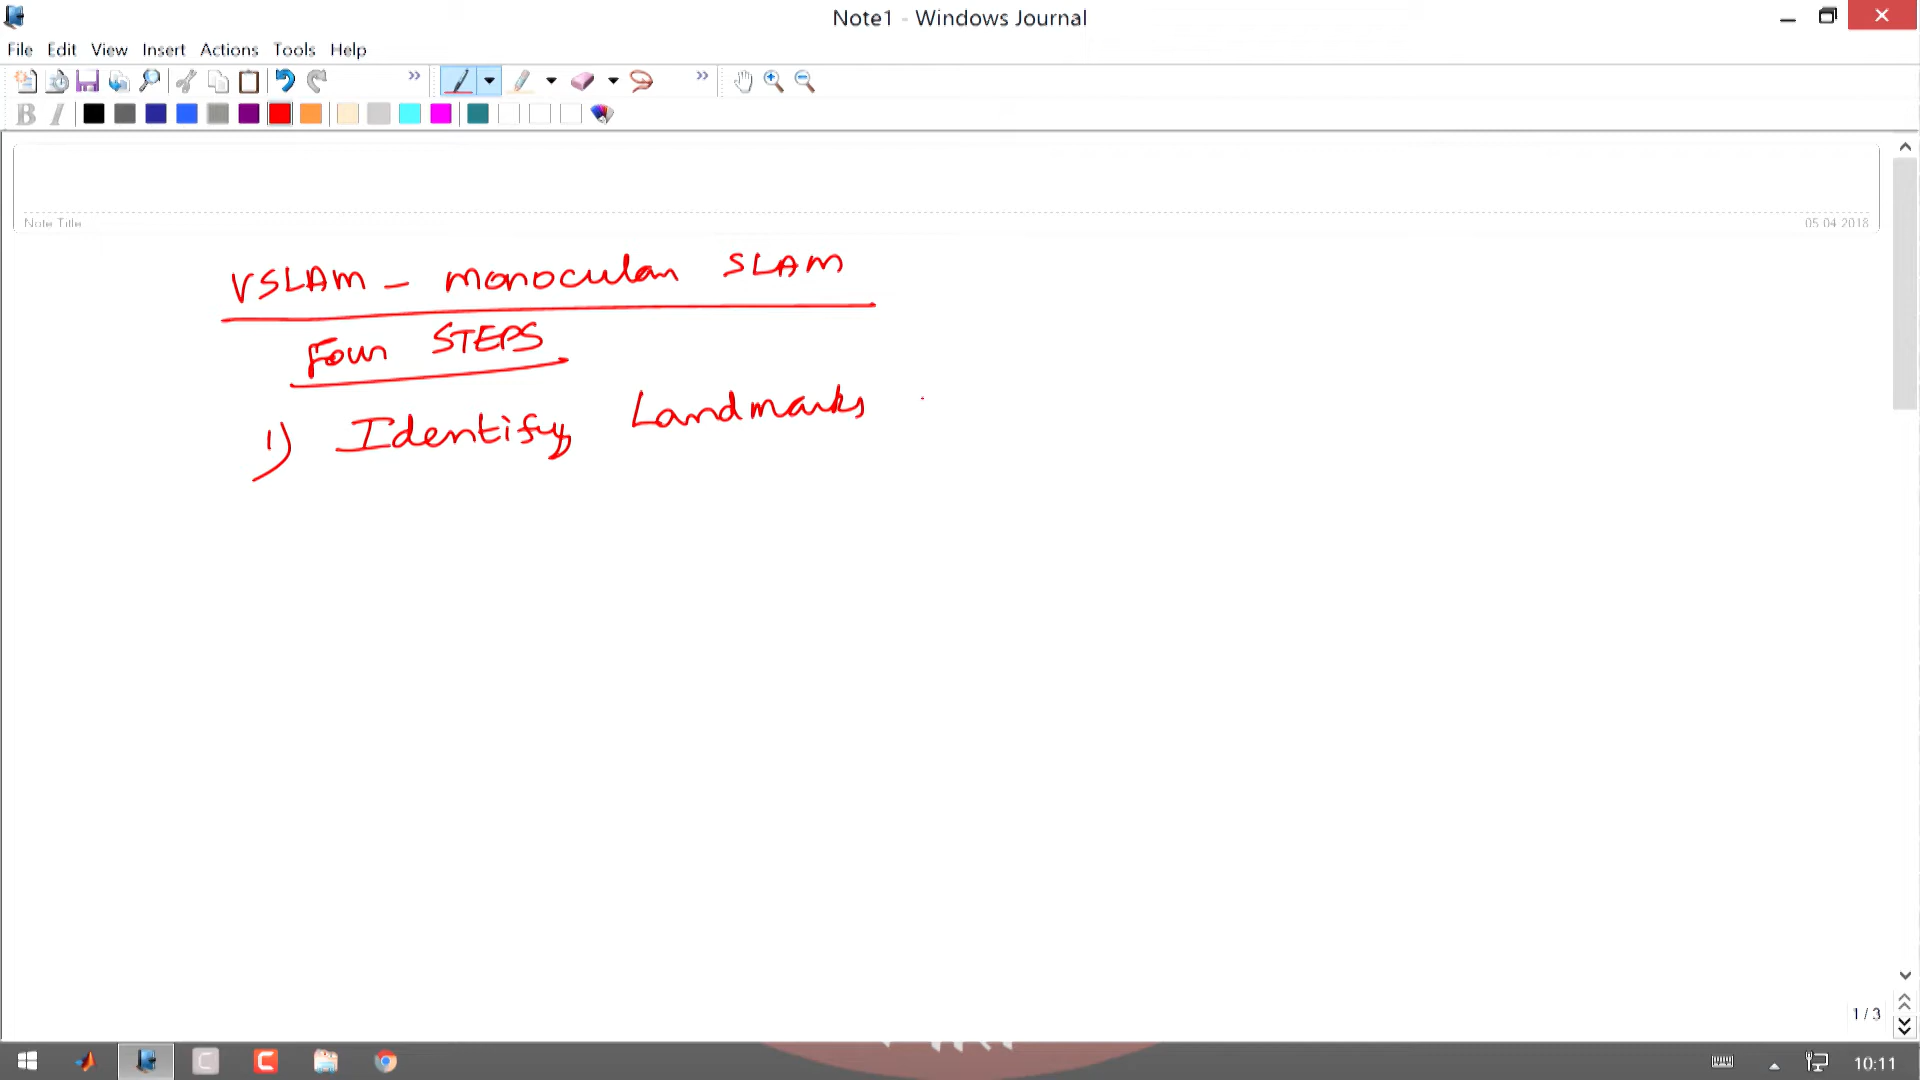 Note1 - Windows Journal
File Edit View Insert Actions Tools Help
B I
Note Title 05-04-2018
VSLAM - monocular SLAM
Four STEPS
1) Identify Landmarks
1 / 3
10:11